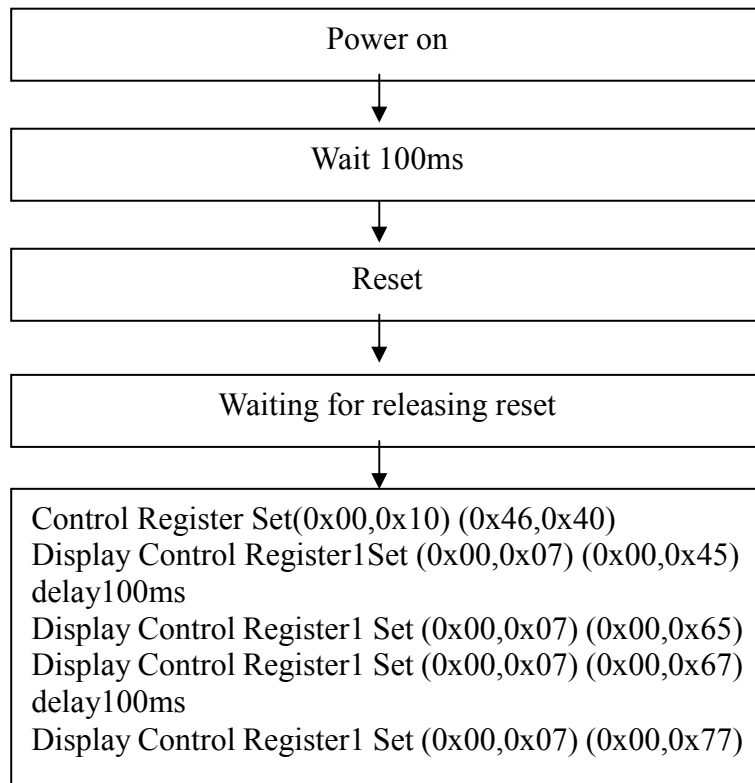 Power on
Wait 100ms
Reset
Waiting for releasing reset
Control Register Set(0x00,0x10) (0x46,0x40)
Display Control Register1Set (0x00,0x07) (0x00,0x45)
delay100ms
Display Control Register1 Set (0x00,0x07) (0x00,0x65)
Display Control Register1 Set (0x00,0x07) (0x00,0x67)
delay100ms
Display Control Register1 Set (0x00,0x07) (0x00,0x77)